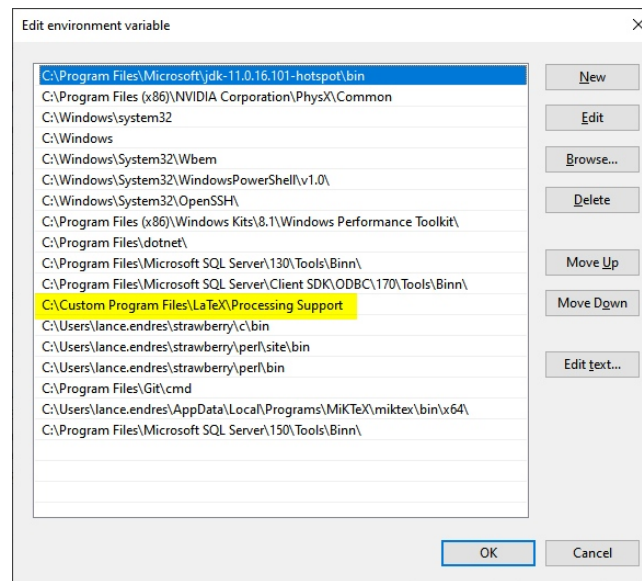 Edit environment variable
C:\Program Files\Microsoft\jdk-11.0.16.101-hotspot\bin
C:\Program Files (x86)\NVIDIA Corporation\PhysX\Common
C:\Windows\system32
C:\Windows
C:\Windows\System32\Wbem
C:\Windows\System32\WindowsPowerShell\v1.0\
C:\Windows\System32\OpenSSH\
C:\Program Files (x86)\Windows Kits\8.1\Windows Performance Toolkit\
C:\Program Files\dotnet\
C:\Program Files\Microsoft SQL Server\130\Tools\Binn\
C:\Program Files\Microsoft SQL Server\Client SDK\ODBC\170\Tools\Binn\
C:\Custom Program Files\LaTeX\Processing Support
C:\Users\lance.endres\strawberry\c\bin
C:\Users\lance.endres\strawberry\perl\site\bin
C:\Users\lance.endres\strawberry\perl\bin
C:\Program Files\Git\cmd
C:\Users\lance.endres\AppData\Local\Programs\MiKTeX\miktex\bin\x64\
C:\Program Files\Microsoft SQL Server\150\Tools\Binn\
New
Edit
Browse...
Delete
Move Up
Move Down
Edit text...
OK
Cancel